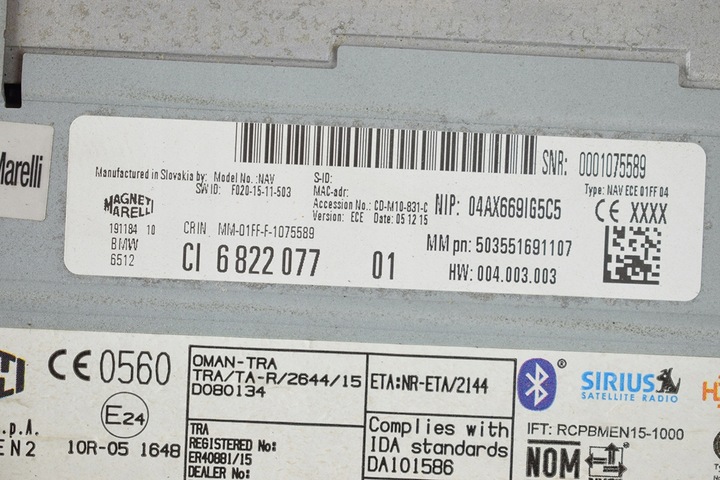 Marelli
SNR: 0001075589
Manufactured in Slovakia by: Model No.:NAV S-ID: Type: NAV ECE 01FF 04
SW ID: F020-15-11-503 MAC-adr:
MAGNETI MARELLI Accession No.: CD-M10-831-C NIP: 04AX669IG5C5 CE XXXX
Version: ECE Date: 05 12 15
191184 10 CRIN MM-01FF-F-1075589
BMW MM pn: 503551691107
6512 CI 6 822 077 01 HW: 004.003.003
CE 0560
OMAN-TRA
TRA/TA-R/2644/15
D080134
ETA:NR-ETA/2144
SIRIUS
SATELLITE RADIO
E24
.p.A.
EN2 10R-05 1648
TRA
REGISTERED No:
ER40881/15
DEALER No:
Complies with
IDA standards
DA101586
IFT: RCPBMEN15-1000
NOM